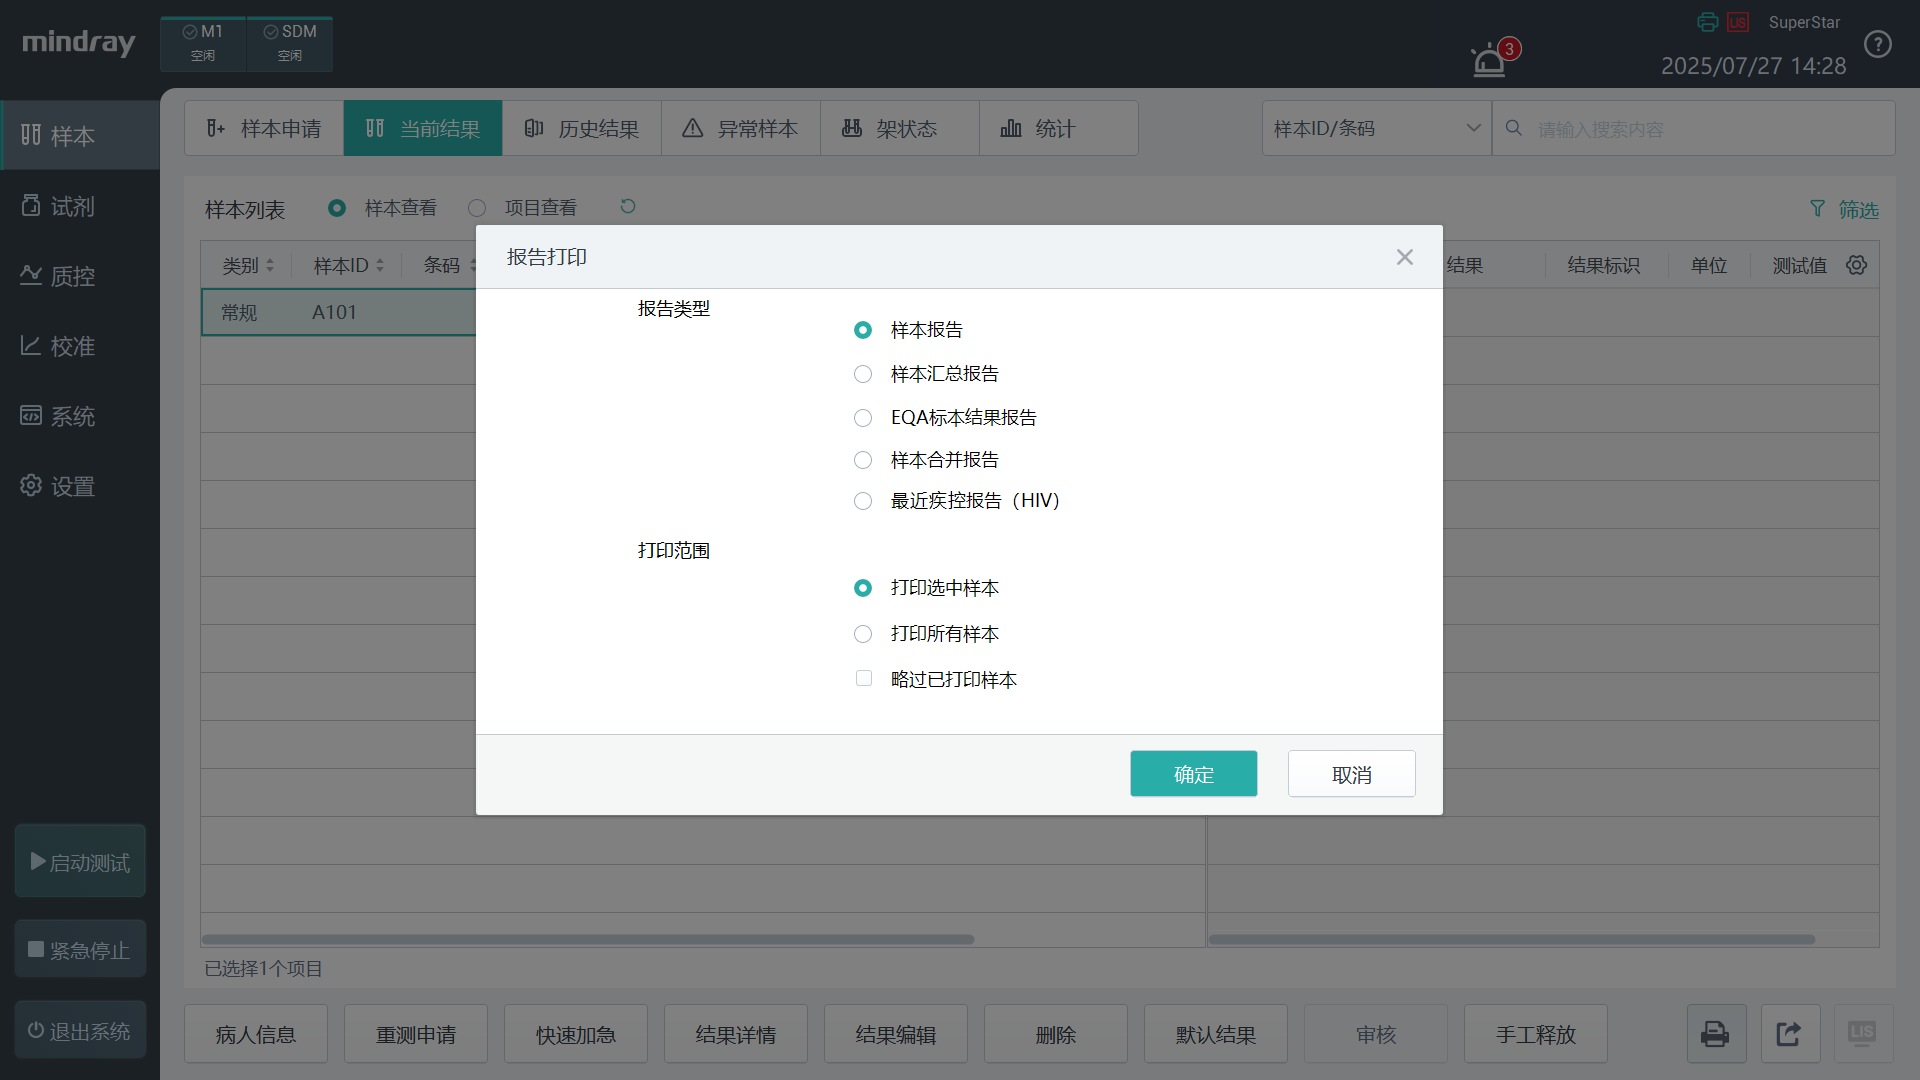 mindray
M1
空闲
SDM
空闲
3
LIS
SuperStar
2025/07/27 14:28
?
样本
试剂
质控
校准
系统
设置
启动测试
紧急停止
退出系统
样本申请
当前结果
历史结果
异常样本
架状态
统计
样本ID/条码
请输入搜索内容
样本列表
样本查看
项目查看
筛选
类别
样本ID
条码
结果
结果标识
单位
测试值
常规
A101
报告打印
报告类型
样本报告
样本汇总报告
EQA标本结果报告
样本合并报告
最近疾控报告（HIV）
打印范围
打印选中样本
打印所有样本
略过已打印样本
确定
取消
已选择1个项目
病人信息
重测申请
快速加急
结果详情
结果编辑
删除
默认结果
审核
手工释放
LIS